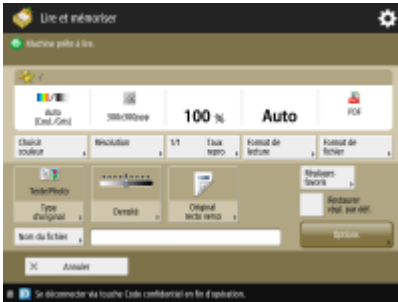 Lire et mémoriser
Machine prête à lire.
Auto
(Coul./Gris)
300x300ppp
100 %
Auto
PDF
Choisir
couleur
Résolution
1/1
Taux
repro
Format de
lecture
Format de
fichier
Texte/Photo
Type
d'original
Densité
Original
recto verso
Réglages
favoris
Restaurer
régl. par déf.
Nom du fichier
Options
Annuler
ID
Se déconnecter via touche Code confidentiel en fin d'opération.